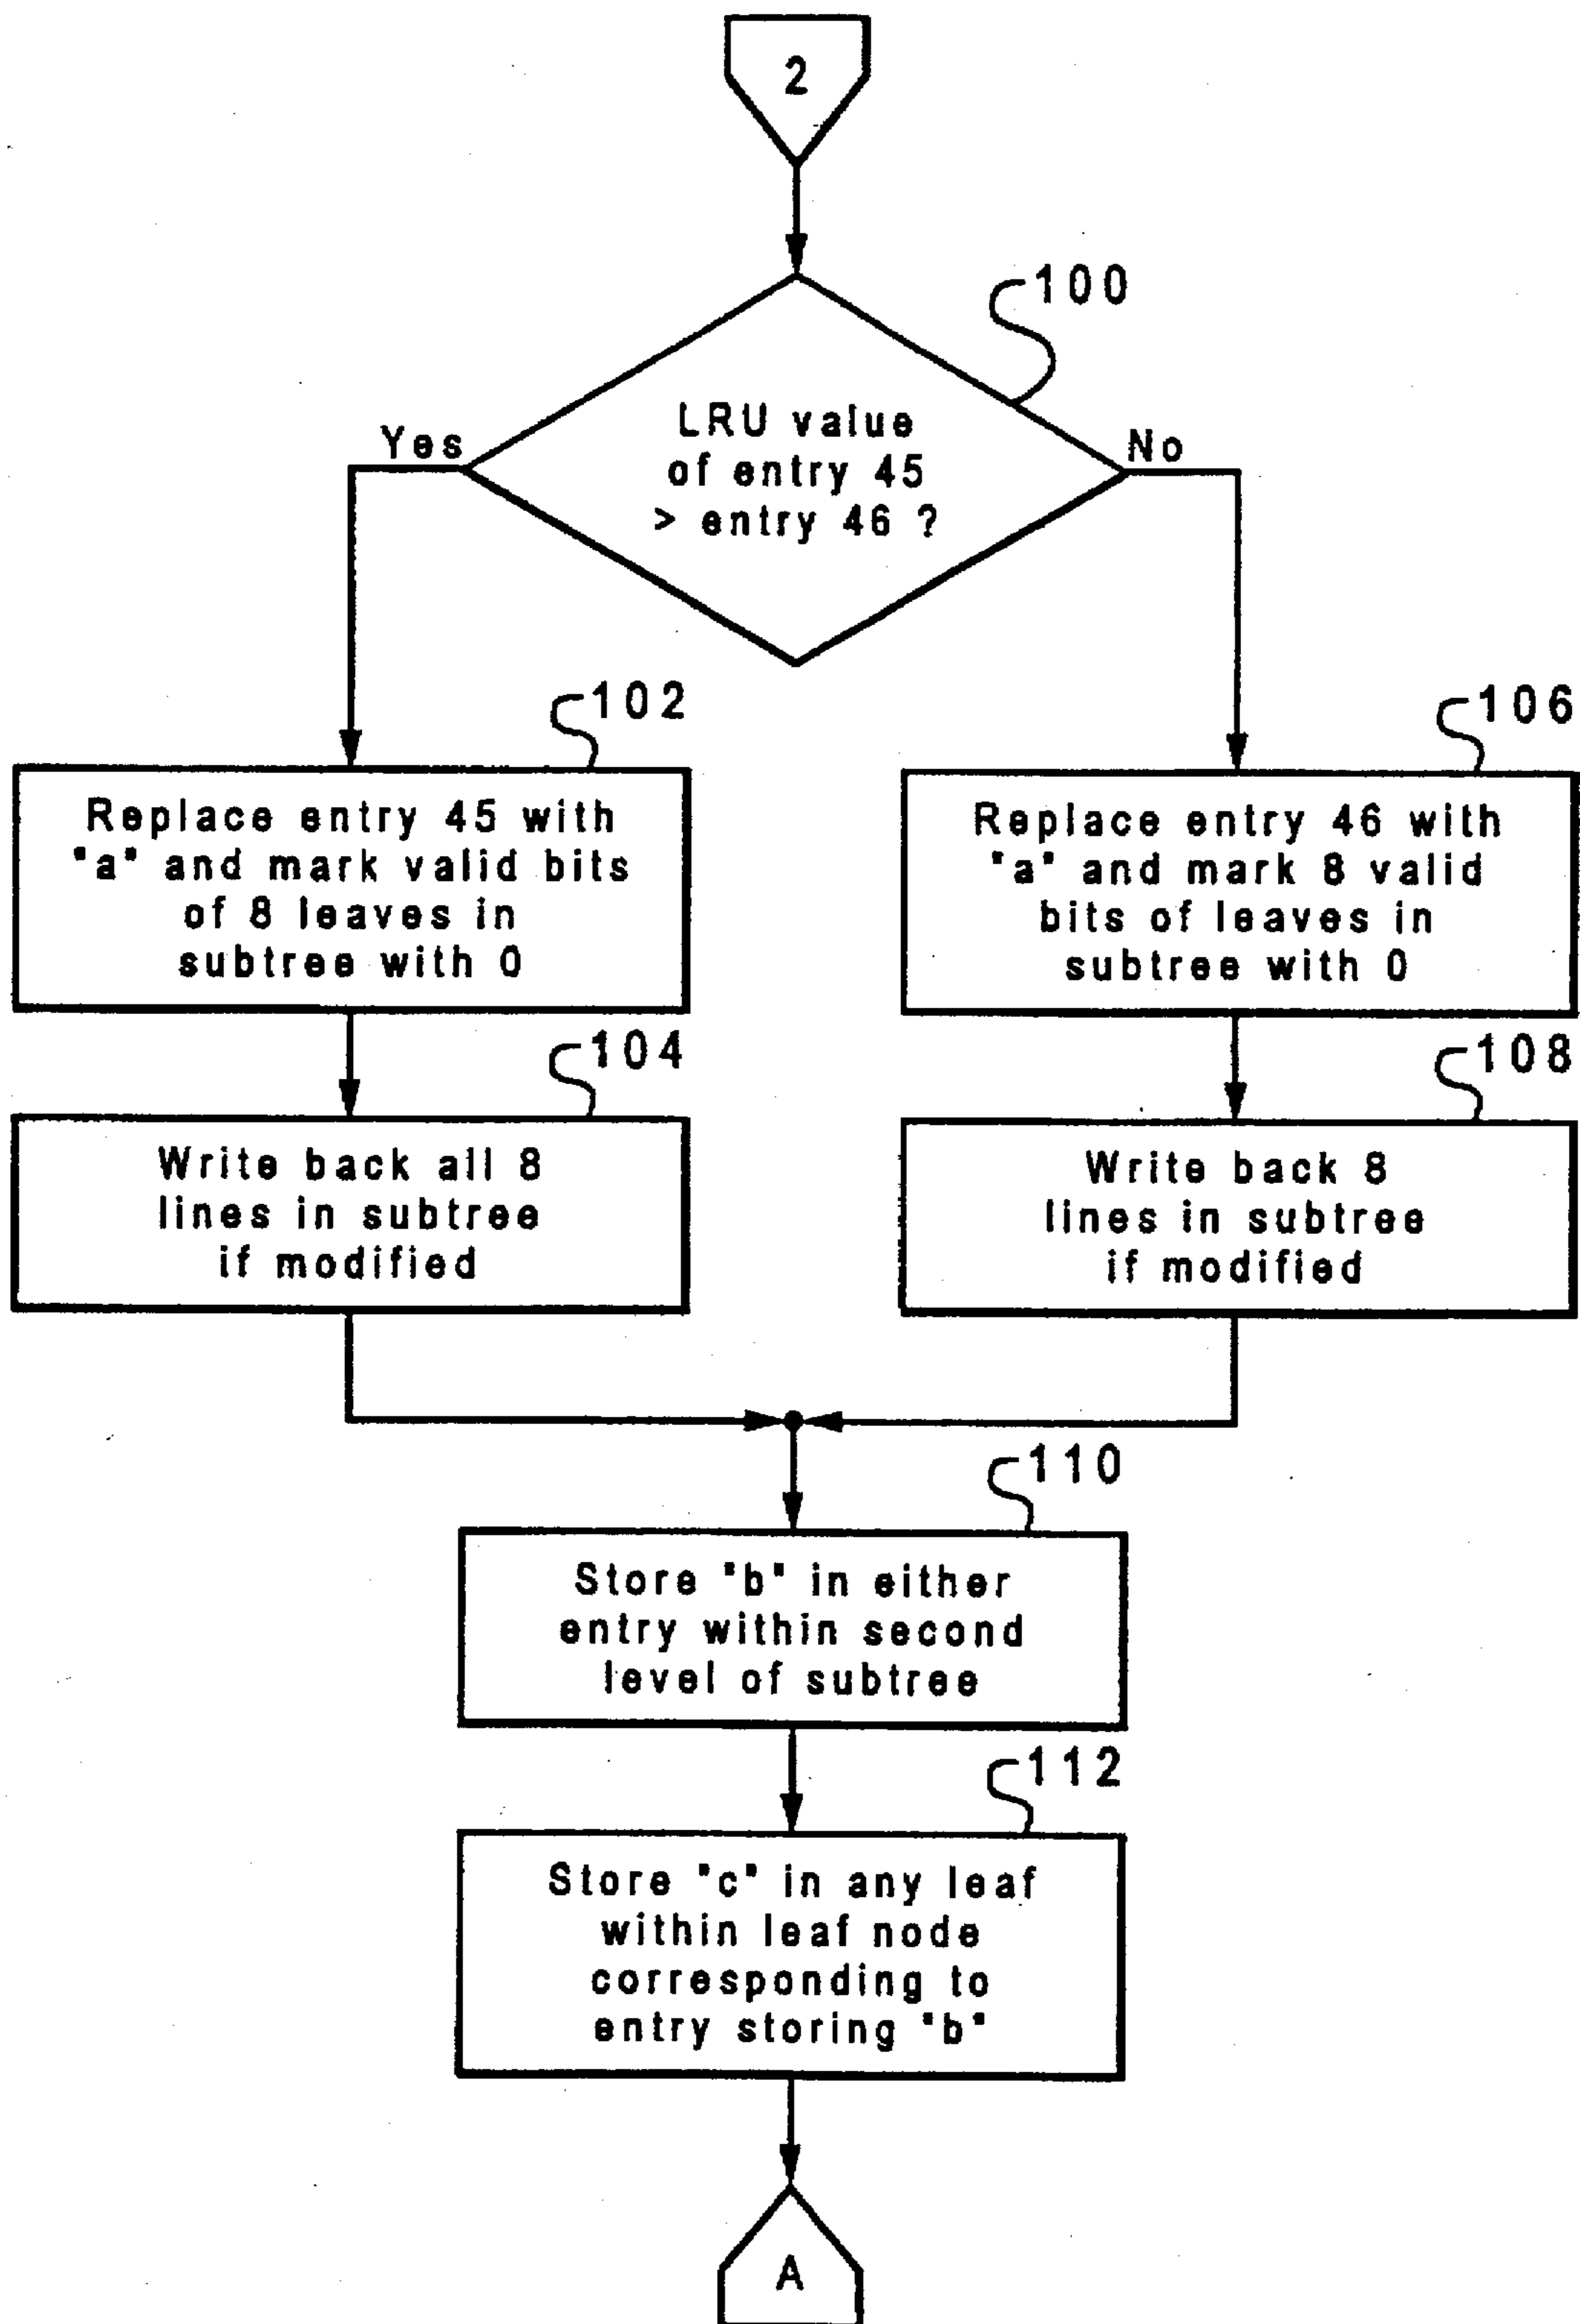 2
100
LRU value
of entry 45
> entry 46 ?
Yes
No
102
Replace entry 45 with
"a" and mark valid bits
of 8 leaves in
subtree with 0
106
Replace entry 46 with
"a" and mark 8 valid
bits of leaves in
subtree with 0
104
Write back all 8
lines in subtree
if modified
108
Write back 8
lines in subtree
if modified
110
Store "b" in either
entry within second
level of subtree
112
Store "c" in any leaf
within leaf node
corresponding to
entry storing "b"
A